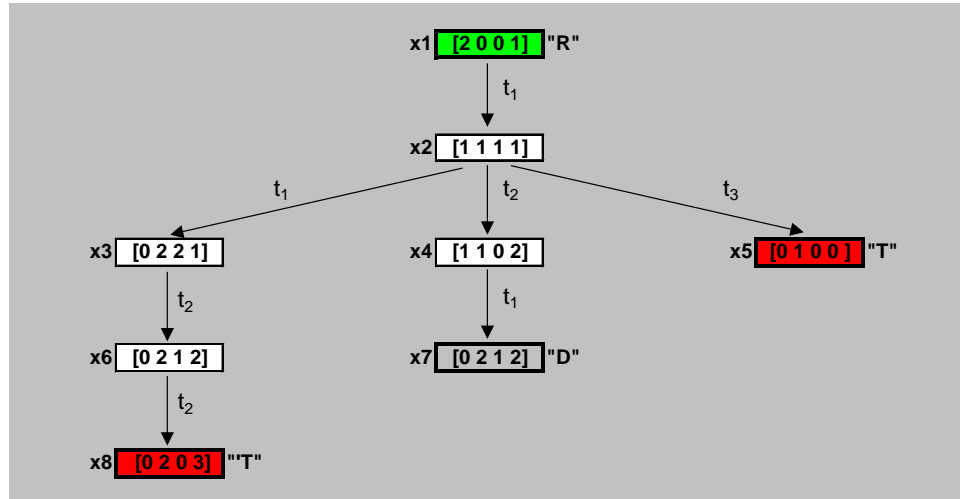 x1 [2 0 0 1] "R"
t1
x2 [1 1 1 1]
t1 t2 t3
x3 [0 2 2 1] x4 [1 1 0 2] x5 [0 1 0 0 ] "T"
t2 t1
x6 [0 2 1 2] x7 [0 2 1 2] "D"
t2
x8 [0 2 0 3] "'T"